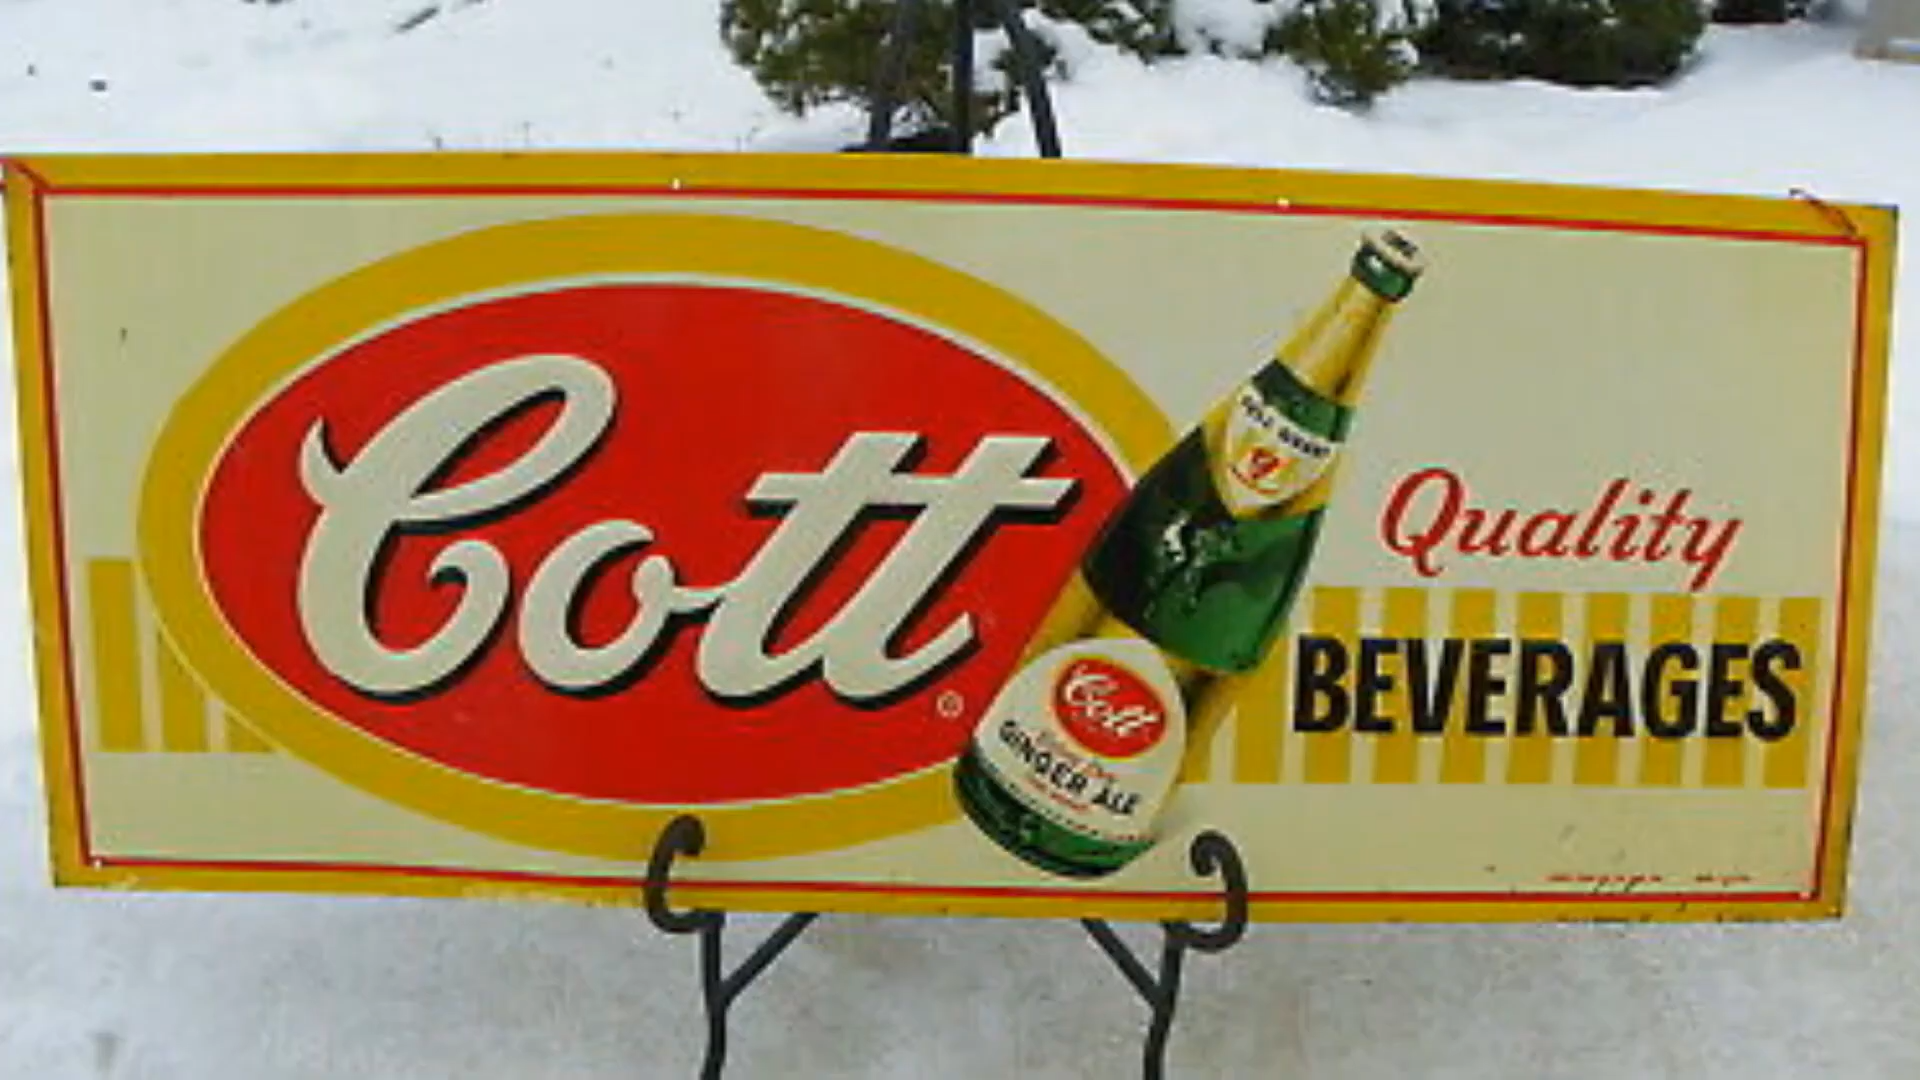 Cott
®
Quality
BEVERAGES
Cott
GINGER ALE